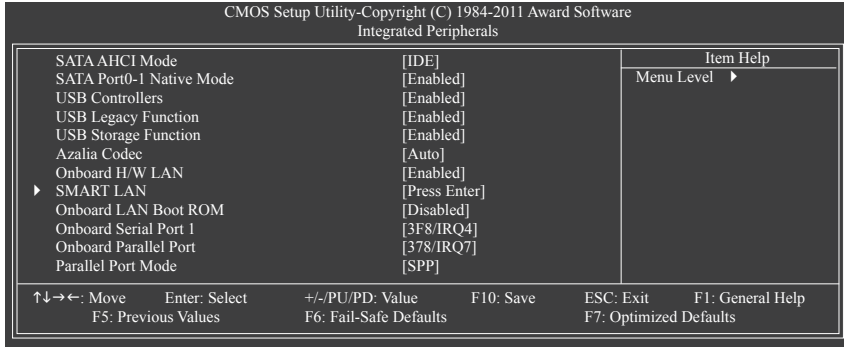 CMOS Setup Utility-Copyright (C) 1984-2011 Award Software
Integrated Peripherals
SATA AHCI Mode [IDE] Item Help
SATA Port0-1 Native Mode [Enabled] Menu Level ▶
USB Controllers [Enabled]
USB Legacy Function [Enabled]
USB Storage Function [Enabled]
Azalia Codec [Auto]
Onboard H/W LAN [Enabled]
▶ SMART LAN [Press Enter]
Onboard LAN Boot ROM [Disabled]
Onboard Serial Port 1 [3F8/IRQ4]
Onboard Parallel Port [378/IRQ7]
Parallel Port Mode [SPP]
↑↓→←: Move Enter: Select +/-/PU/PD: Value F10: Save ESC: Exit F1: General Help
F5: Previous Values F6: Fail-Safe Defaults F7: Optimized Defaults